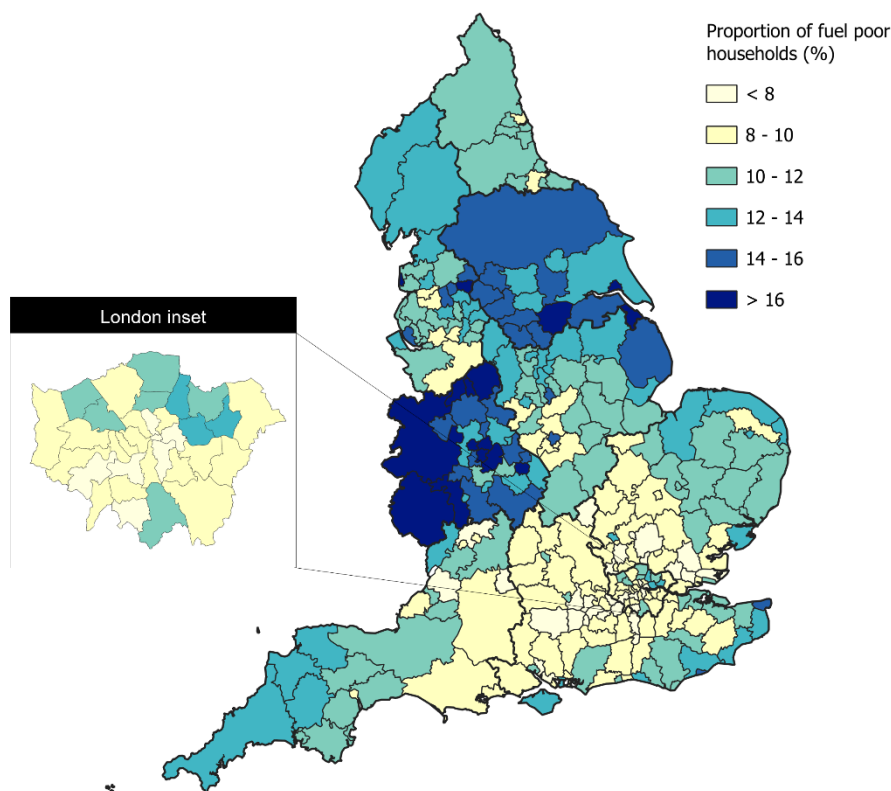 Proportion of fuel poor
households (%)
< 8
8 - 10
10 - 12
12 - 14
14 - 16
> 16
London inset